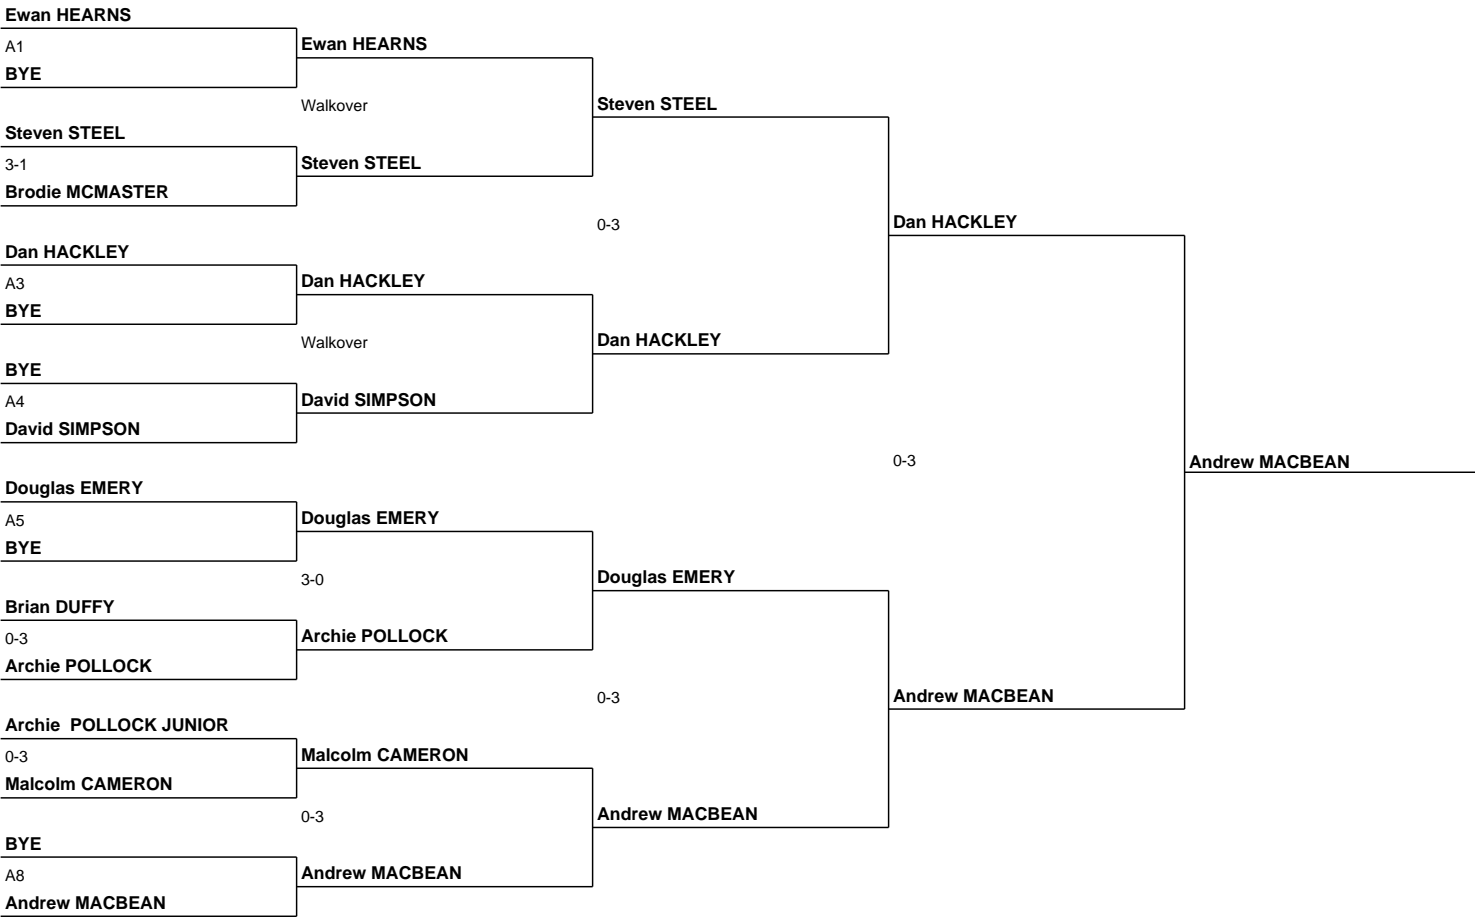 Ewan HEARNS
A1
BYE
Steven STEEL
3-1
Brodie MCMASTER
Dan HACKLEY
A3
BYE
BYE
A4
David SIMPSON
Douglas EMERY
A5
BYE
Brian DUFFY
0-3
Archie POLLOCK
Archie  POLLOCK JUNIOR
0-3
Malcolm CAMERON
BYE
A8
Andrew MACBEAN
Ewan HEARNS
Walkover
Steven STEEL
Dan HACKLEY
Walkover
David SIMPSON
Douglas EMERY
3-0
Archie POLLOCK
Malcolm CAMERON
0-3
Andrew MACBEAN
Steven STEEL
0-3
Dan HACKLEY
Douglas EMERY
0-3
Andrew MACBEAN
Dan HACKLEY
0-3
Andrew MACBEAN
Andrew MACBEAN